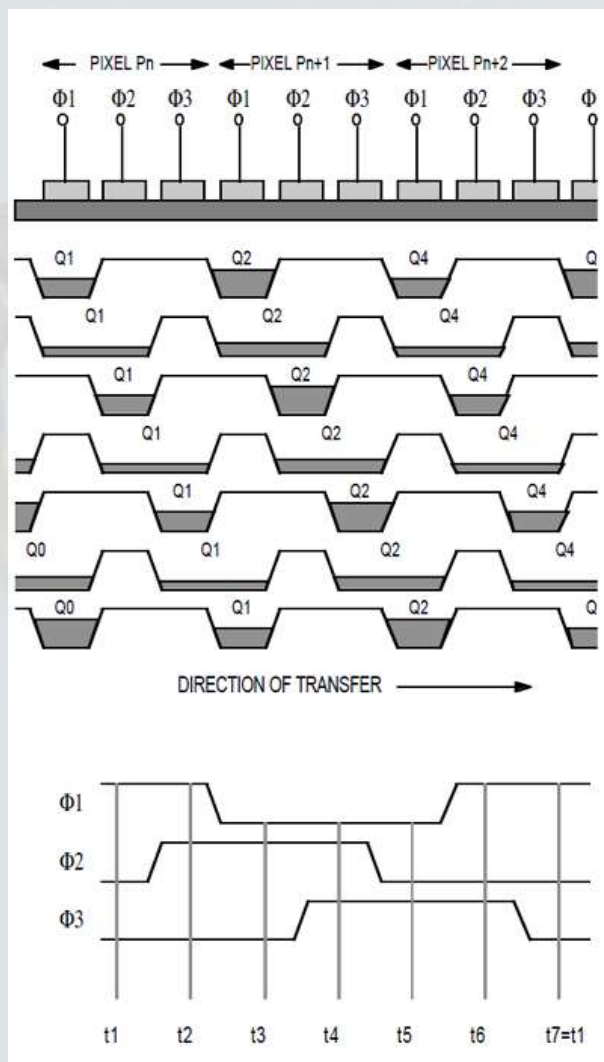 PIXEL Pn PIXEL Pn+1 PIXEL Pn+2
Φ1 Φ2 Φ3 Φ1 Φ2 Φ3 Φ1 Φ2 Φ3 Φ
Q1 Q2 Q4 Q
Q1 Q2 Q4
Q1 Q2 Q4
Q1 Q2 Q4
Q1 Q2 Q4
Q0 Q1 Q2 Q4
Q0 Q1 Q2 Q
DIRECTION OF TRANSFER
Φ1
Φ2
Φ3
t1 t2 t3 t4 t5 t6 t7=t1